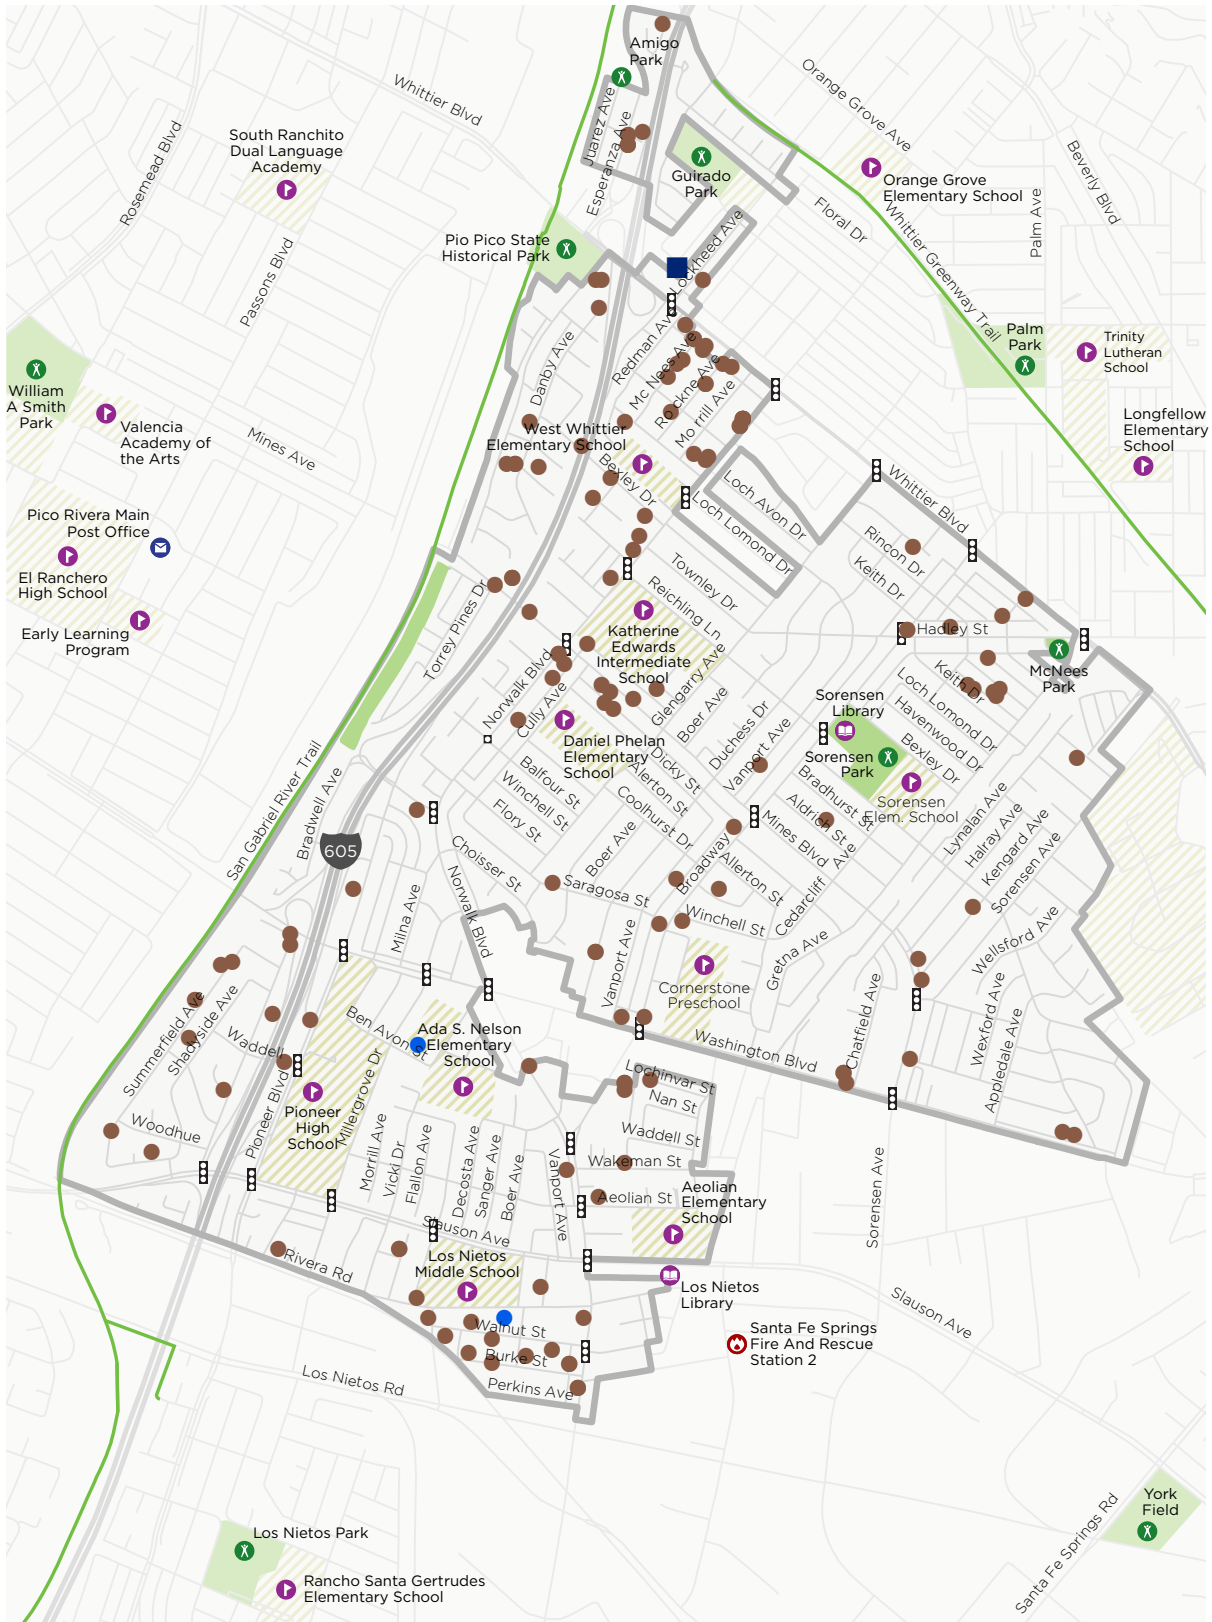 Amigo
Park
Whittier Blvd
Orange Grove Ave
Rosemead Blvd
South Ranchito
Dual Language
Academy
Juarez Ave
Esperanza Ave
Guirado
Park
Orange Grove
Elementary School
Beverly Blvd
Palm Ave
Floral Dr
Whittier Greenway Trail
Passons Blvd
Pio Pico State
Historical Park
Lockheed Ave
Palm
Park
Trinity
Lutheran
School
William
A Smith
Park
Valencia
Academy of
the Arts
Mines Ave
Danby Ave
Redman Ave
Mc Nees Ave
Rockne Ave
Morrill Ave
West Whittier
Elementary School
Longfellow
Elementary
School
Bexley Dr
Loch Avon Dr
Loch Lomond Dr
Whittier Blvd
Rincon Dr
Keith Dr
Pico Rivera Main
Post Office
El Ranchero
High School
Early Learning
Program
Torrey Pines Dr
Townley Dr
Reichling Ln
Katherine
Edwards
Intermediate
School
Hadley St
McNees
Park
Keith Dr
Loch Lomond Dr
Havenwood Dr
Bexley Dr
Norwalk Blvd
Cully Ave
Glengarry Ave
Boer Ave
Duchess Dr
Vanport Ave
Sorensen
Library
Sorensen
Park
Sorensen
Elem. School
Daniel Phelan
Elementary
School
Dicky St
Alerton St
Coolhurst Dr
Balfour St
Winchell St
Flory St
Bradhurst St
Aldrich St
Mines Blvd
San Gabriel River Trail
Bradwell Ave
605
Choisser St
Boer Ave
Saragosa St
Broadway
Allerton St
Cedarcliff Ave
Lynalan Ave
Halray Ave
Kengard Ave
Sorensen Ave
Milna Ave
Norwalk Blvd
Winchell St
Gretna Ave
Wellsford Ave
Vanport Ave
Cornerstone
Preschool
Chatfield Ave
Wexford Ave
Appledale Ave
Summerfield Ave
Shadyside Ave
Waddell
Ben Avon St
Ada S. Nelson
Elementary
School
Washington Blvd
Woodhue
Pioneer Blvd
Pioneer
High
School
Millergrove Dr
Lochinvar St
Nan St
Waddell St
Wakeman St
Aeolian St
Morrill Ave
Vicki Dr
Flallon Ave
Decosta Ave
Sanger Ave
Boer Ave
Vanport Ave
Aeolian
Elementary
School
Sorensen Ave
Slauson Ave
Rivera Rd
Los Nietos
Middle School
Los Nietos
Library
Slauson Ave
Walnut St
Burke St
Perkins Ave
Santa Fe Springs
Fire And Rescue
Station 2
Los Nietos Rd
Santa Fe Springs Rd
York
Field
Los Nietos Park
Rancho Santa Gertrudes
Elementary School